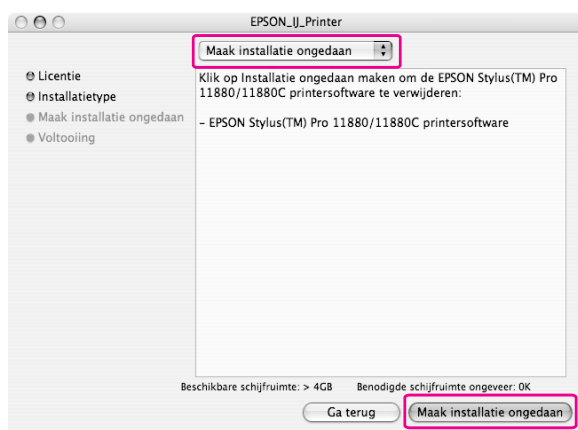 EPSON_IJ_Printer
Maak installatie ongedaan
Licentie
Installatietype
Maak installatie ongedaan
Voltooiing
Klik op Installatie ongedaan maken om de EPSON Stylus(TM) Pro
11880/11880C printersoftware te verwijderen:
– EPSON Stylus(TM) Pro 11880/11880C printersoftware
Beschikbare schijfruimte: > 4GB Benodigde schijfruimte ongeveer: 0K
Ga terug Maak installatie ongedaan